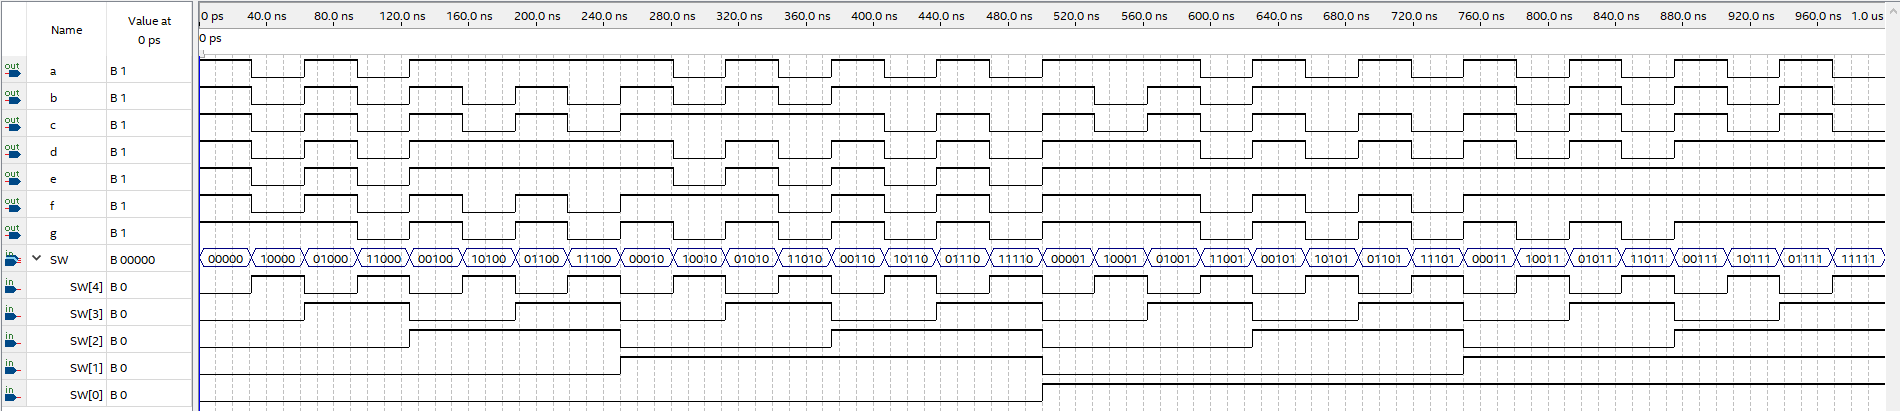 Name Value at 0 ps
0 ps 40.0 ns 80.0 ns 120.0 ns 160.0 ns 200.0 ns 240.0 ns 280.0 ns 320.0 ns 360.0 ns 400.0 ns 440.0 ns 480.0 ns 520.0 ns 560.0 ns 600.0 ns 640.0 ns 680.0 ns 720.0 ns 760.0 ns 800.0 ns 840.0 ns 880.0 ns 920.0 ns 960.0 ns 1.0 us
0 ps
out a B 1
out b B 1
out c B 1
out d B 1
out e B 1
out f B 1
out g B 1
in SW B 00000 00000 10000 01000 11000 00100 10100 01100 11100 00010 10010 01010 11010 00110 10110 01110 11110 00001 10001 01001 11001 00101 10101 01101 11101 00011 10011 01011 11011 00111 10111 01111 11111
in SW[4] B 0
in SW[3] B 0
in SW[2] B 0
in SW[1] B 0
in SW[0] B 0